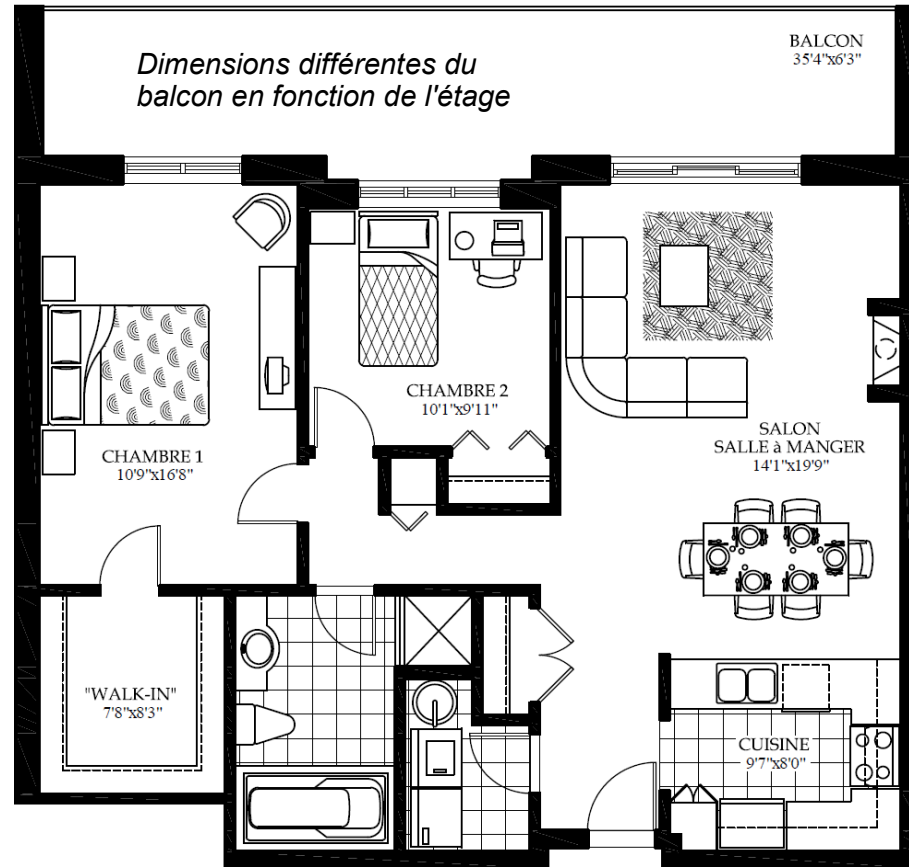 Dimensions différentes du
balcon en fonction de l'étage
BALCON
35'4"x6'3"
CHAMBRE 2
10'1"x9'11"
CHAMBRE 1
10'9"x16'8"
SALON
SALLE à MANGER
14'1"x19'9"
"WALK-IN"
7'8"x8'3"
CUISINE
9'7"x8'0"